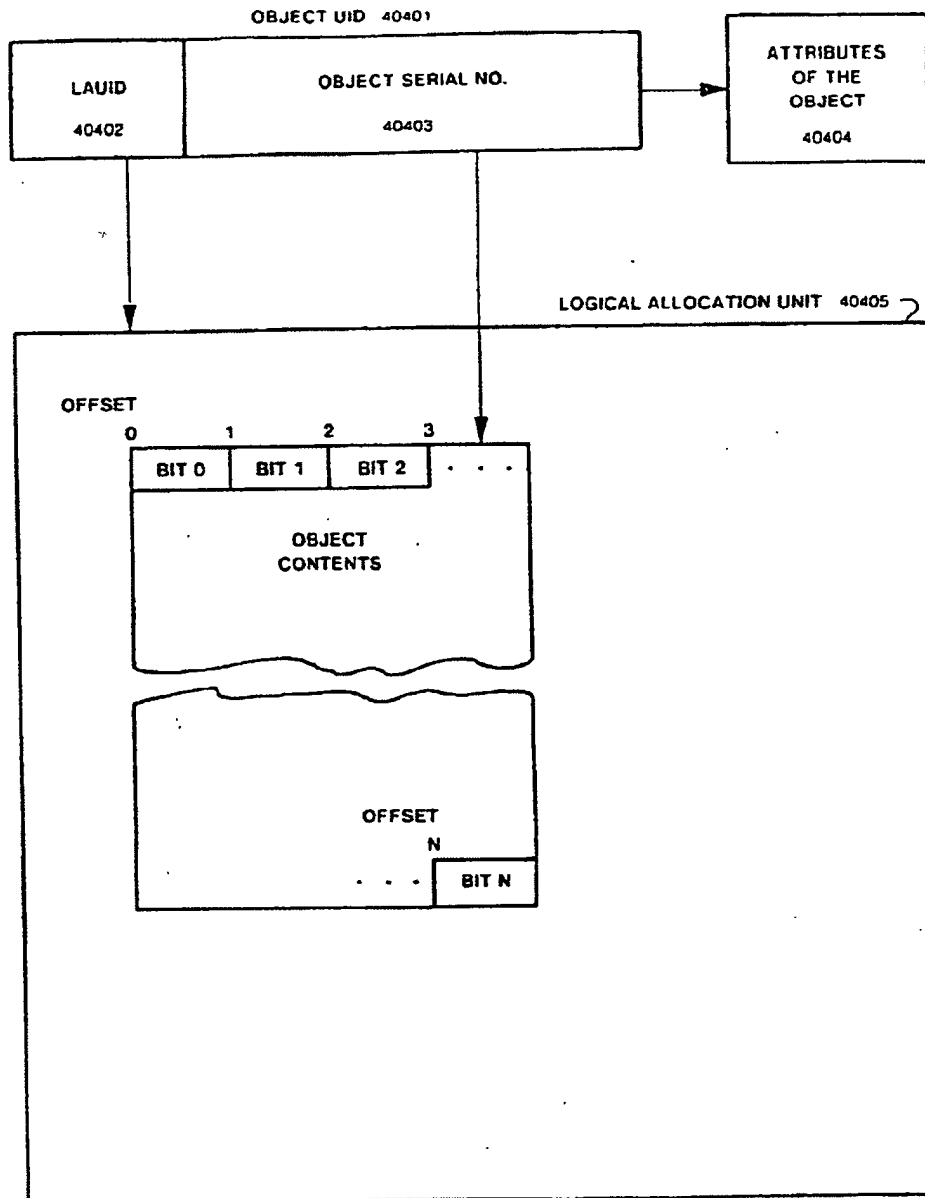 OBJECT UID 40401
LAUID
40402
OBJECT SERIAL NO.
40403
ATTRIBUTES
OF THE
OBJECT
40404
LOGICAL ALLOCATION UNIT 40405
OFFSET
0 1 2 3
BIT 0 BIT 1 BIT 2 . . .
OBJECT
CONTENTS
OFFSET
N
. . . BIT N